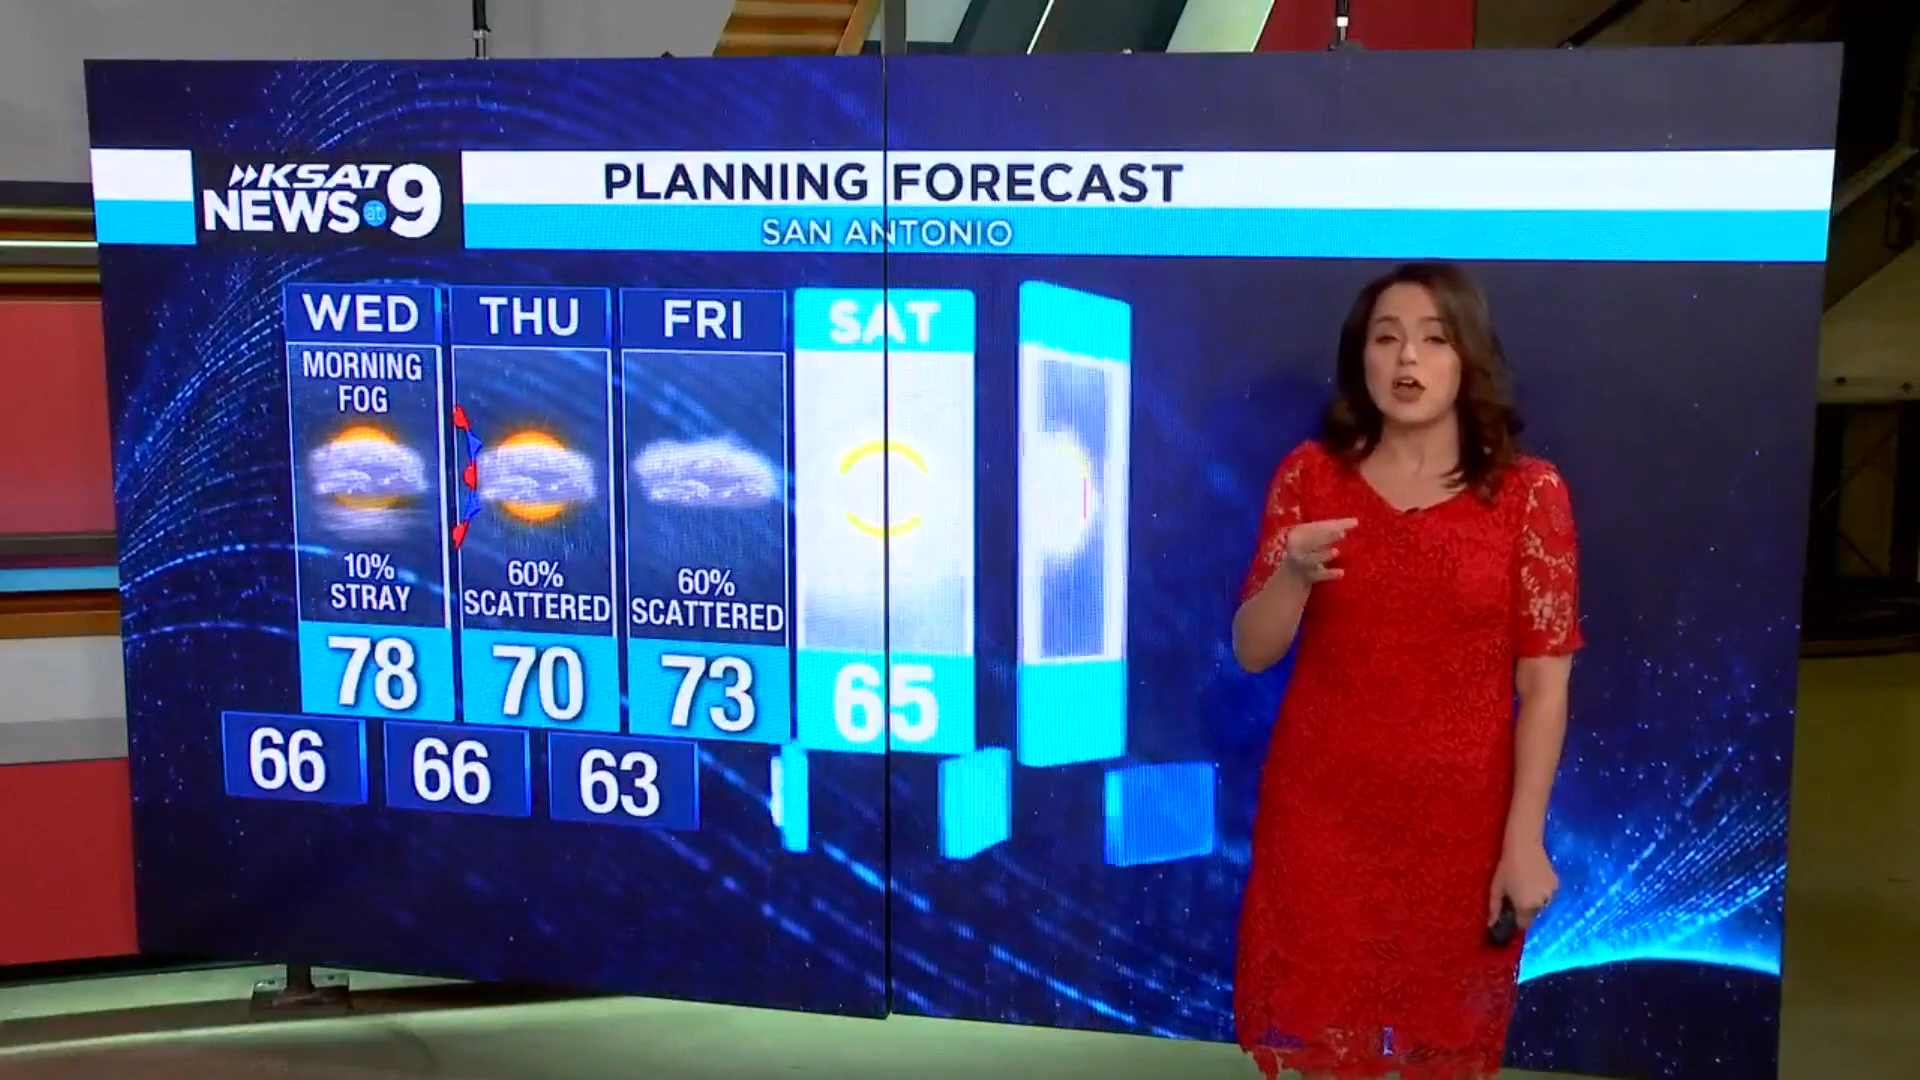 KSAT
NEWS at 9
PLANNING FORECAST
SAN ANTONIO
WED
MORNING
FOG
10%
STRAY
78
THU
60%
SCATTERED
70
FRI
60%
SCATTERED
73
SAT
65
66
66
63